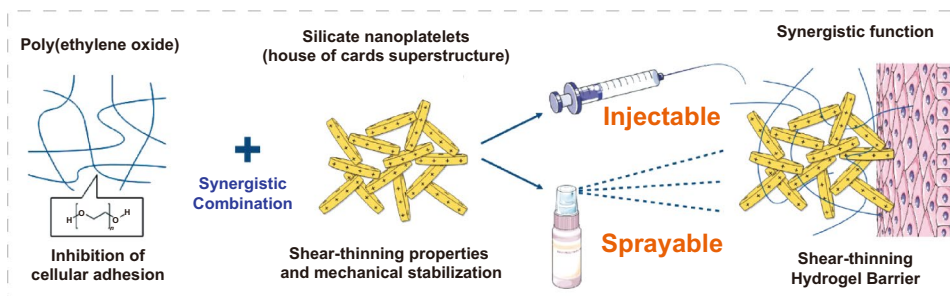 Poly(ethylene oxide)
H
O
n
O
H
Inhibition of
cellular adhesion
Synergistic
Combination
Silicate nanoplatelets
(house of cards superstructure)
Shear-thinning properties
and mechanical stabilization
Injectable
Sprayable
Synergistic function
Shear-thinning
Hydrogel Barrier